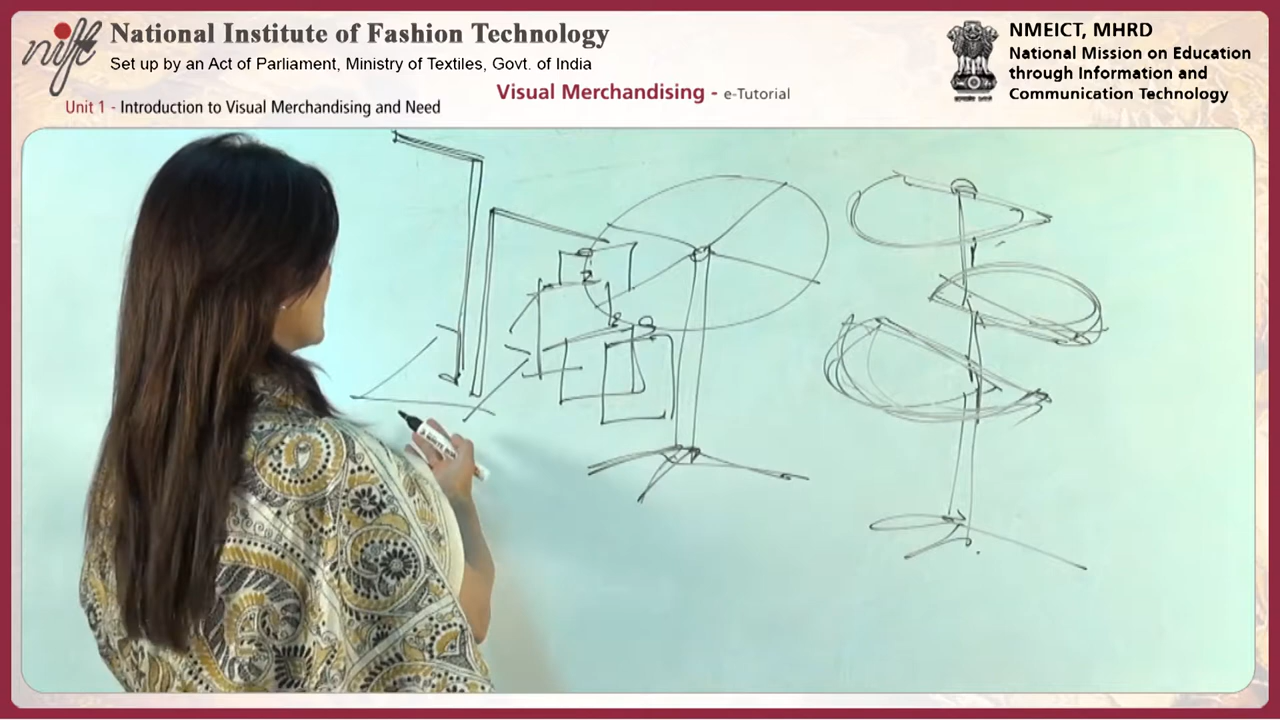 nift
National Institute of Fashion Technology
Set up by an Act of Parliament, Ministry of Textiles, Govt. of India
Unit 1 - Introduction to Visual Merchandising and Need
Visual Merchandising - e-Tutorial
NMEICT, MHRD
National Mission on Education
through Information and
Communication Technology